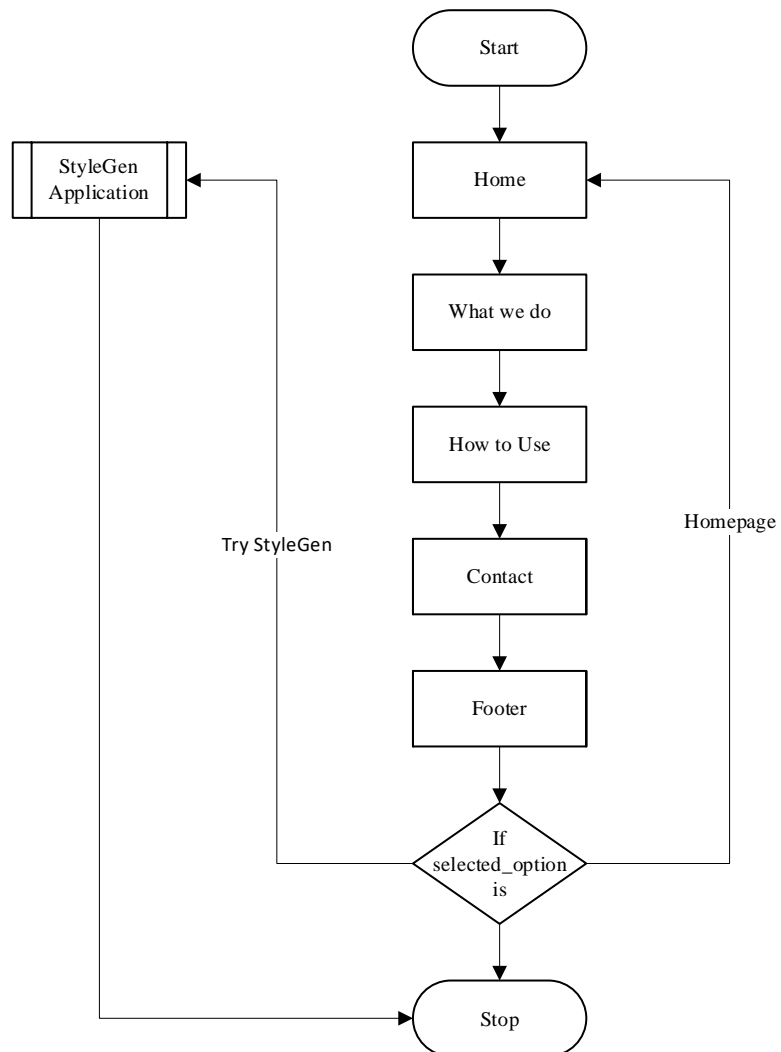 Start
StyleGen
Application
Home
What we do
How to Use
Homepage
Try StyleGen
Contact
Footer
If
selected_option
is
Stop